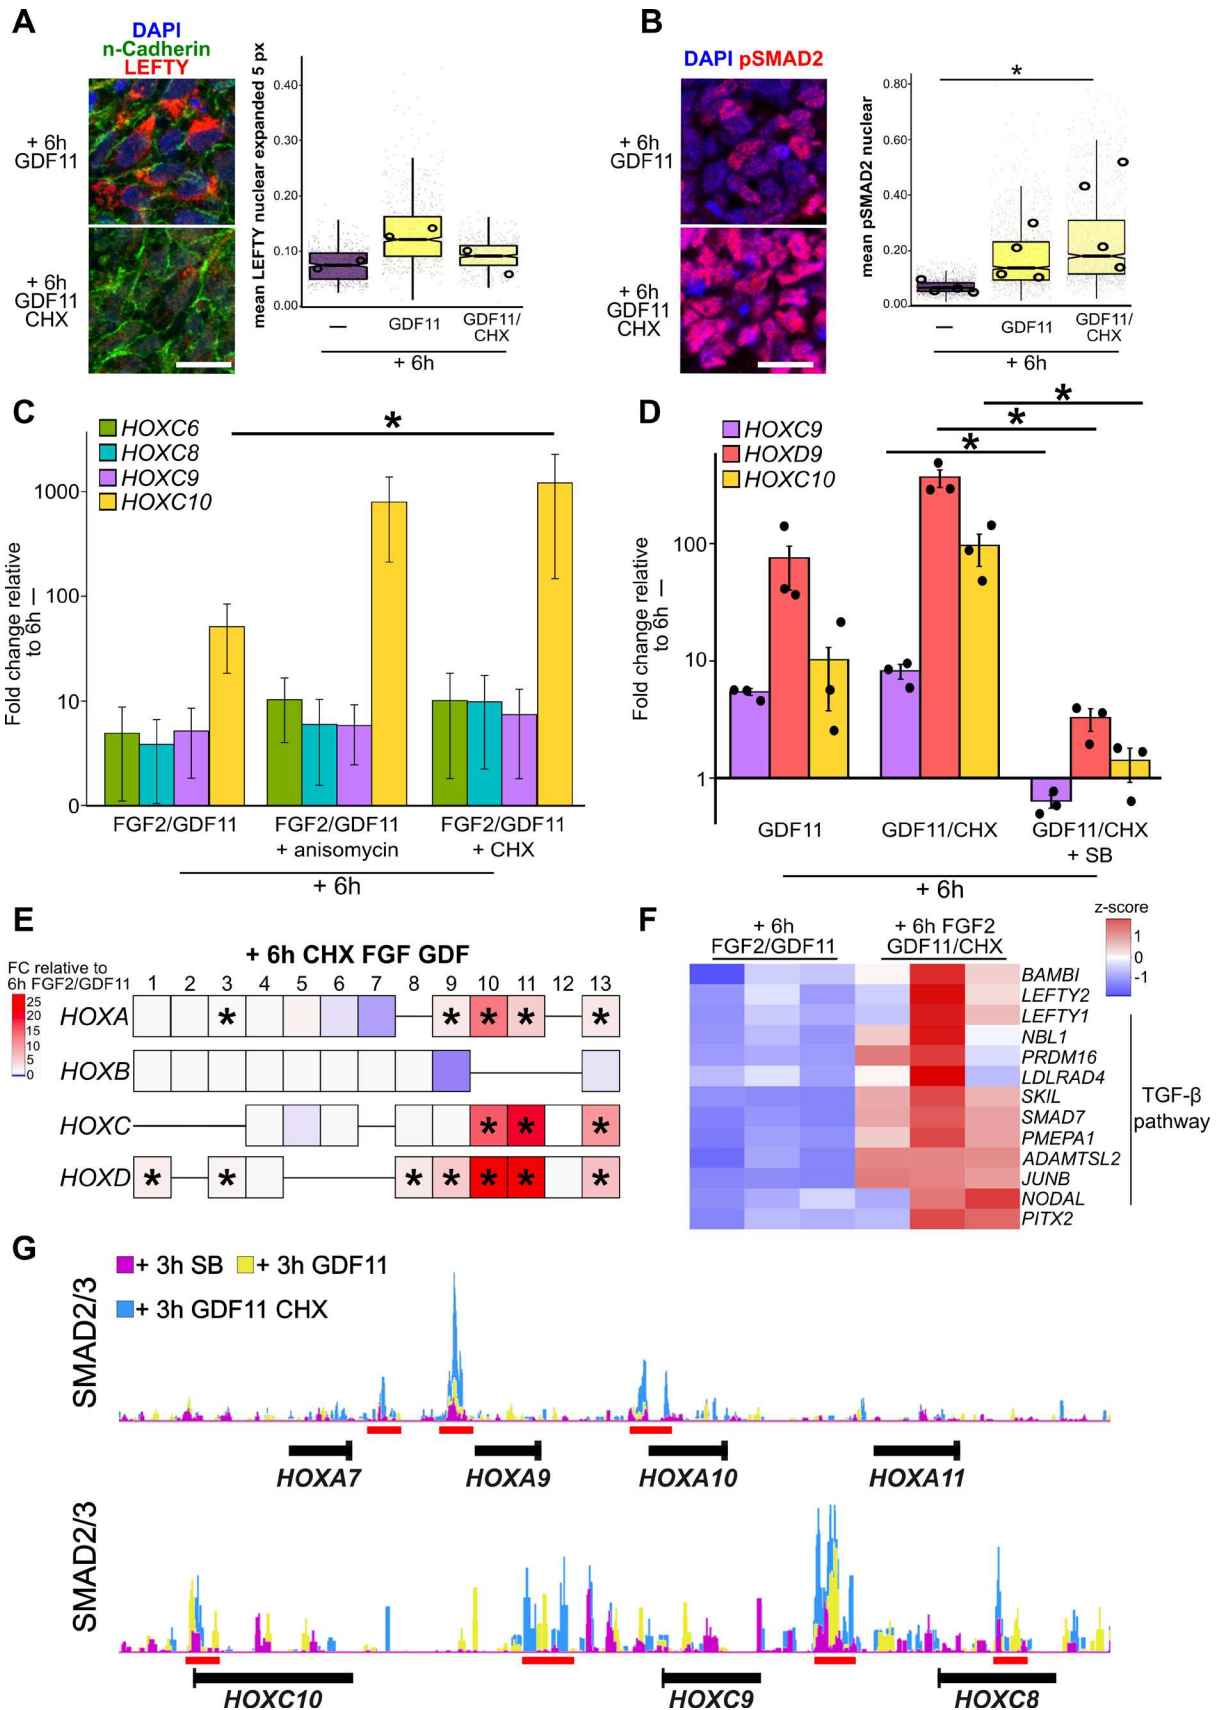 A
DAPI
n-Cadherin
LEFTY
+ 6h
GDF11
+ 6h
GDF11
CHX
mean LEFTY nuclear expanded 5 px
0.40
0.30
0.20
0.10
0.00
—
GDF11
GDF11/
CHX
+ 6h
B
DAPI pSMAD2
+ 6h
GDF11
+ 6h
GDF11
CHX
mean pSMAD2 nuclear
0.80
0.60
0.40
0.20
0.00
*
—
GDF11
GDF11/
CHX
+ 6h
C
HOXC6
HOXC8
HOXC9
HOXC10
*
Fold change relative
to 6h —
1000
100
10
0
FGF2/GDF11
FGF2/GDF11
+ anisomycin
FGF2/GDF11
+ CHX
+ 6h
D
HOXC9
HOXD9
HOXC10
*
*
*
Fold change relative
to 6h —
100
10
1
GDF11
GDF11/CHX
GDF11/CHX
+ SB
+ 6h
E
+ 6h CHX FGF GDF
FC relative to
6h FGF2/GDF11
25
20
15
10
5
0
1 2 3 4 5 6 7 8 9 10 11 12 13
HOXA * * * * *
HOXB
HOXC * * *
HOXD * * * * * * *
F
+ 6h
FGF2/GDF11
+ 6h FGF2
GDF11/CHX
z-score
1
0
-1
BAMBI
LEFTY2
LEFTY1
NBL1
PRDM16
LDLRAD4
SKIL
SMAD7
PMEPA1
ADAMTSL2
JUNB
NODAL
PITX2
TGF-β
pathway
G
+ 3h SB + 3h GDF11
+ 3h GDF11 CHX
SMAD2/3
HOXA7 HOXA9 HOXA10 HOXA11
SMAD2/3
HOXC10 HOXC9 HOXC8